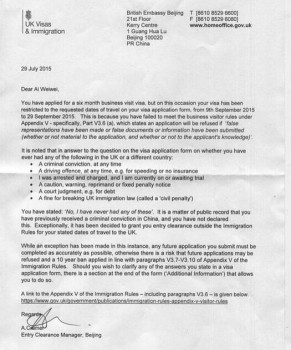 UK Visas
& Immigration
British Embassy Beijing
21st Floor
Kerry Centre
1 Guang Hua Lu
Beijing 100020
PR China
T [8610 8529 6600]
F [8610 8529 6080]
www.homeoffice.gov.uk
29 July 2015
Dear Ai Weiwei,
You have applied for a six month business visit visa, but on this occasion your visa has been
restricted to the requested dates of travel on your visa application form, from 9th September 2015
to 29 September 2015. This is because you have failed to meet the business visitor rules under
Appendix V - specifically, Part V3.6 (a), which states an application will be refused if 'false
representations have been made or false documents or information have been submitted
(whether or not material to the application, and whether or not to the applicant's knowledge)'.
It is noted that in answer to the question on the visa application form on whether you have
ever had any of the following in the UK or a different country:
• A criminal conviction, at any time
• A driving offence, at any time, e.g. for speeding or no insurance
• I was arrested and charged, and I am currently on or awaiting trial
• A caution, warning, reprimand or fixed penalty notice
• A court judgment, e.g. for debt
• A fine for breaking UK immigration law (called a 'civil penalty')
You have stated: 'No, I have never had any of these'. It is a matter of public record that you
have previously received a criminal conviction in China, and you have not declared
this. Exceptionally, it has been decided to grant you entry clearance outside the Immigration
Rules for your stated dates of travel to the UK.
While an exception has been made in this instance, any future application you submit must be
completed as accurately as possible, otherwise there is a risk that future applications may be
refused and a 10 year ban applied in line with paragraphs V3.7-V3.10 of Appendix V of the
Immigration Rules. Should you wish to clarify any of the answers you state in a visa
application form, there is a section at the end of the form ('Additional Information') that allows
you to do so.
A link to the Appendix V of the Immigration Rules – including paragraphs V3.6 – is given below:
https://www.gov.uk/government/publications/immigration-rules-appendix-v-visitor-rules
Regards,
Entry Clearance Manager, Beijing